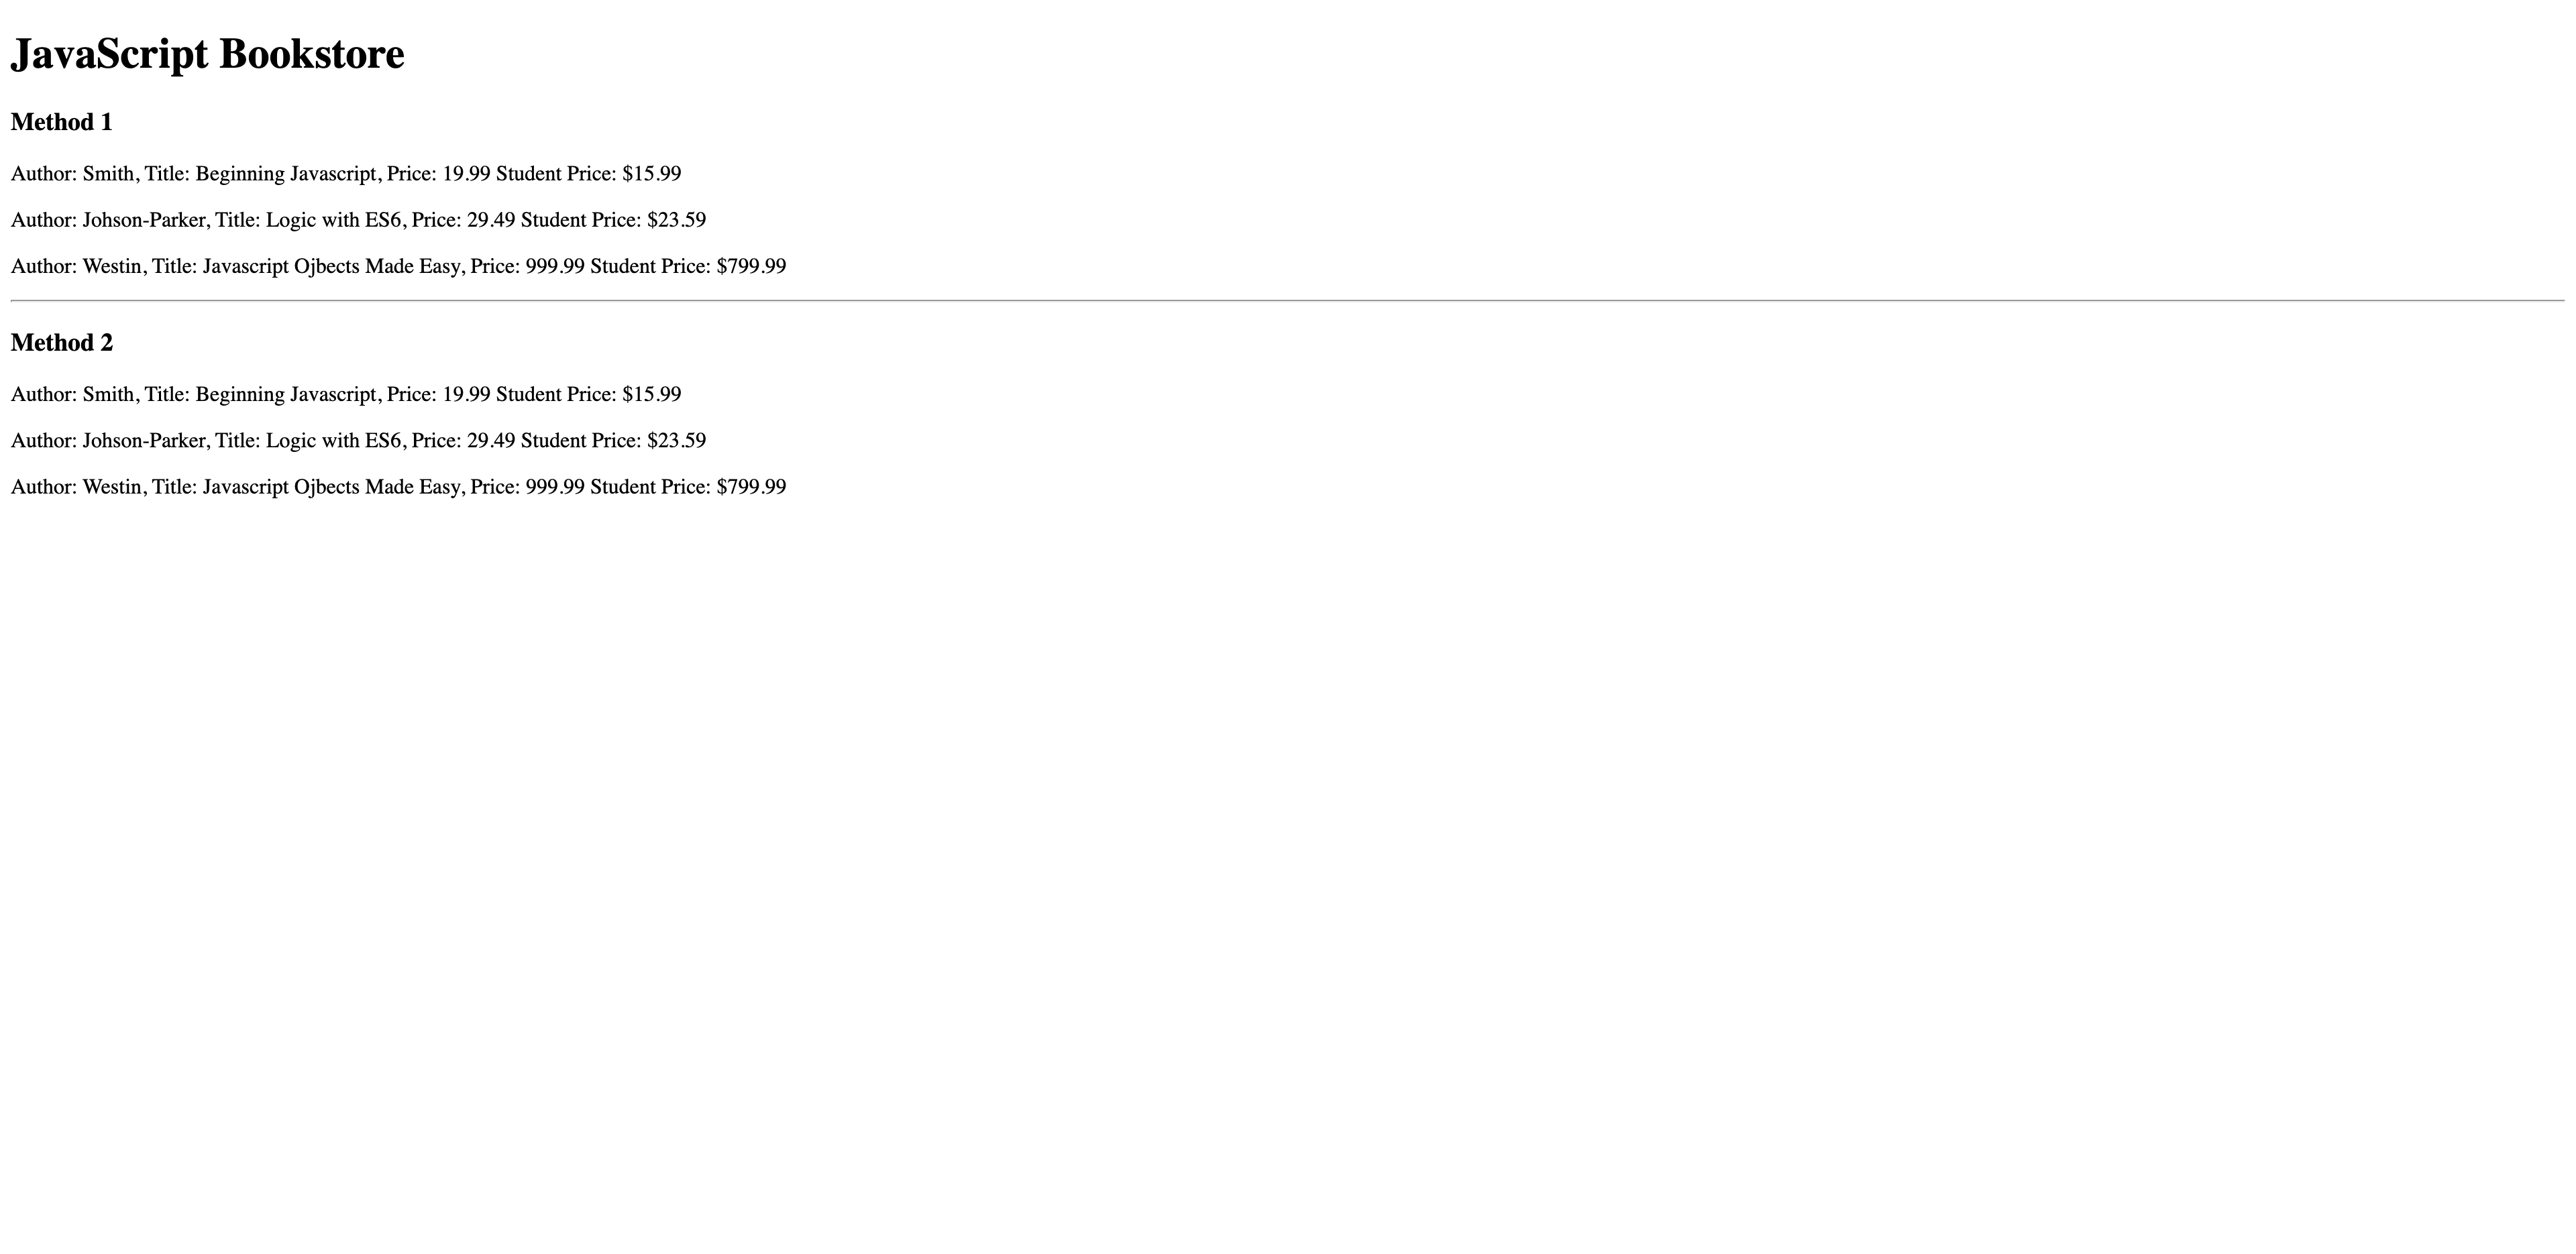 JavaScript Bookstore
Method 1
Author: Smith, Title: Beginning Javascript, Price: 19.99 Student Price: $15.99
Author: Johson-Parker, Title: Logic with ES6, Price: 29.49 Student Price: $23.59
Author: Westin, Title: Javascript Ojbects Made Easy, Price: 999.99 Student Price: $799.99
Method 2
Author: Smith, Title: Beginning Javascript, Price: 19.99 Student Price: $15.99
Author: Johson-Parker, Title: Logic with ES6, Price: 29.49 Student Price: $23.59
Author: Westin, Title: Javascript Ojbects Made Easy, Price: 999.99 Student Price: $799.99